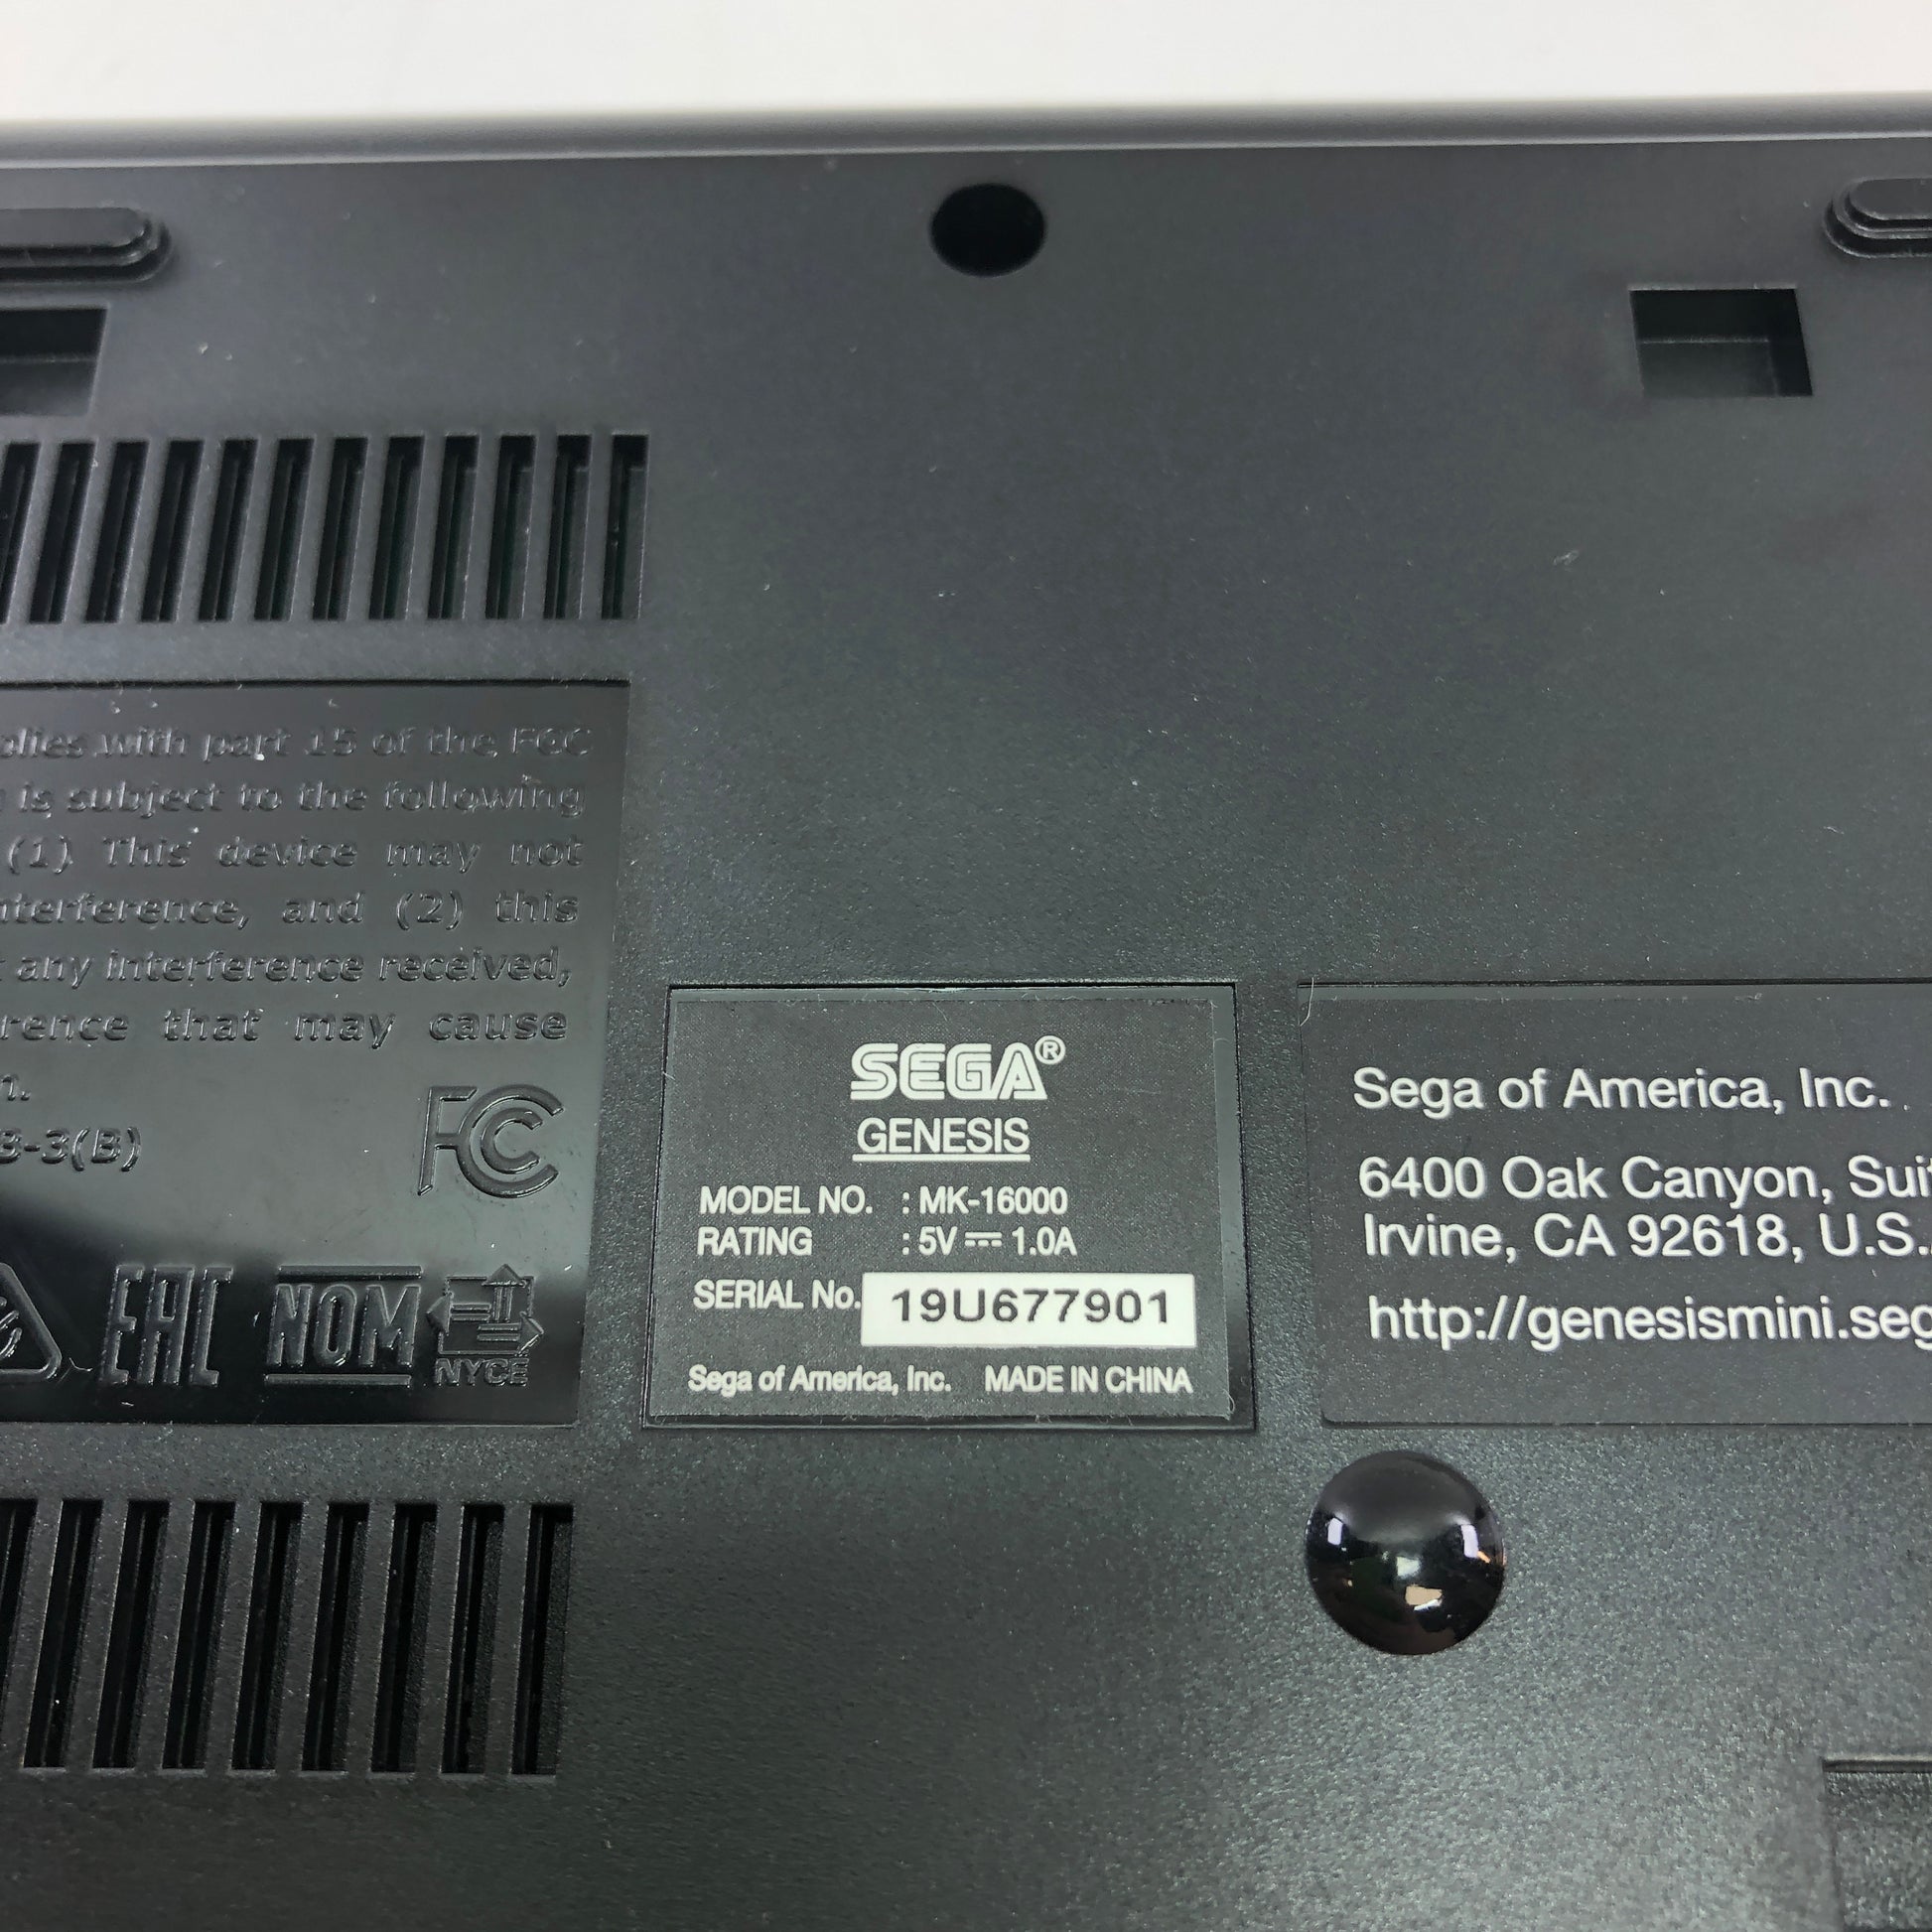 plies with part 15 of the FCC
is subject to the following
(1) This device may not
nterference, and (2) this
any interference received,
rence that may cause
n.
B-3(B)
FC
EAC
NOM
NYCE
SEGA®
GENESIS
MODEL NO. : MK-16000
RATING : 5V ⎓ 1.0A
SERIAL No. 19U677901
Sega of America, Inc. MADE IN CHINA
Sega of America, Inc.
6400 Oak Canyon, Suit
Irvine, CA 92618, U.S.
http://genesismini.seg